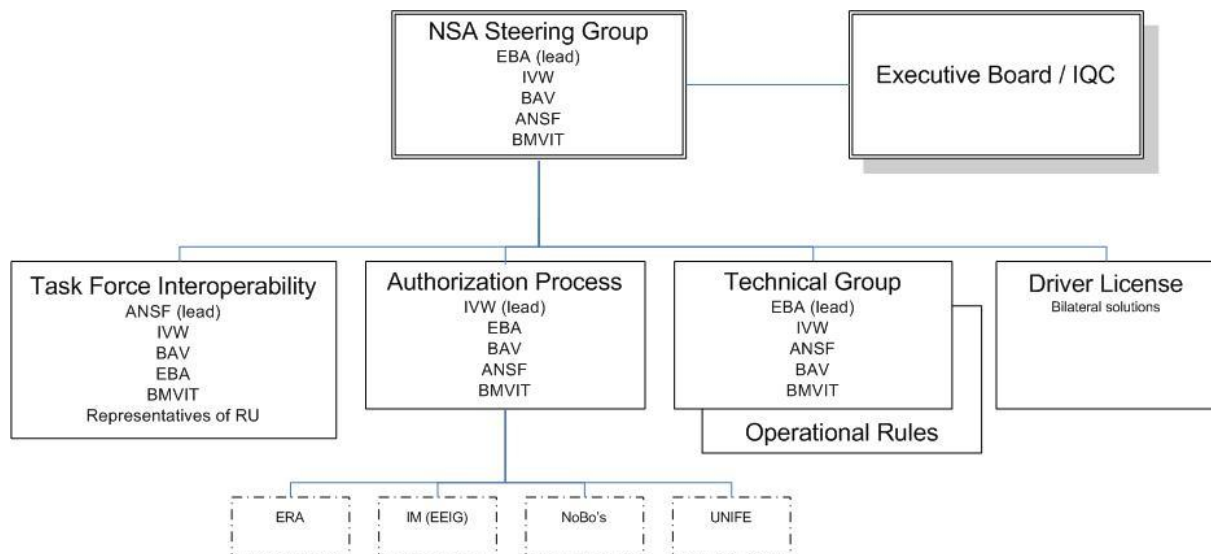 NSA Steering Group
EBA (lead)
IVW
BAV
ANSF
BMVIT
Executive Board / IQC
Task Force Interoperability
ANSF (lead)
IVW
BAV
EBA
BMVIT
Representatives of RU
Authorization Process
IVW (lead)
EBA
BAV
ANSF
BMVIT
Technical Group
EBA (lead)
IVW
ANSF
BAV
BMVIT
Operational Rules
Driver License
Bilateral solutions
ERA
IM (EEIG)
NoBo's
UNIFE